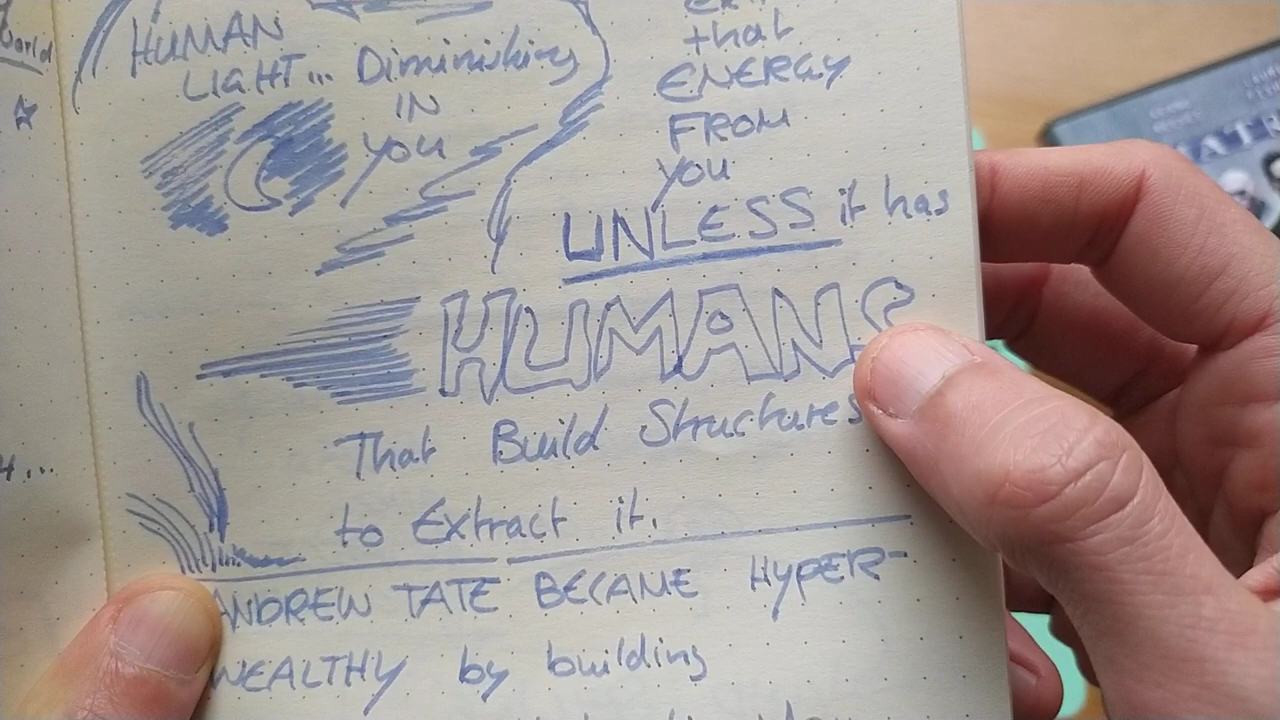 World
HUMAN
LIGHT... Diminishing
IN
YOU
that
ENERGY
FROM
YOU
UNLESS it has
HUMANS
That Build Structures
to Extract it.
ANDREW TATE BECAME HYPER-
WEALTHY by building